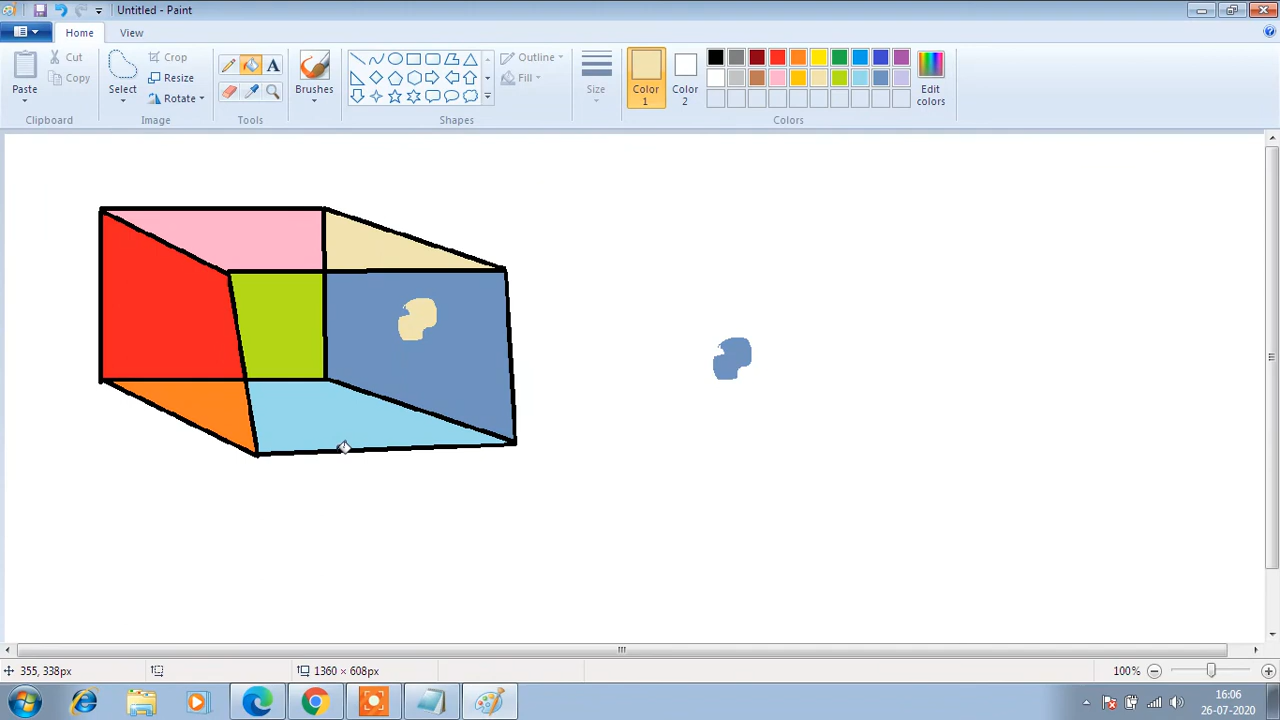 Untitled - Paint
Home View
Paste
Cut
Copy
Clipboard
Select
Crop
Resize
Rotate
Image
A
Tools
Brushes
Outline
Fill
Shapes
Size
Color 1
Color 2
Edit colors
Colors
355, 338px
1360 × 608px
100%
16:06
26-07-2020